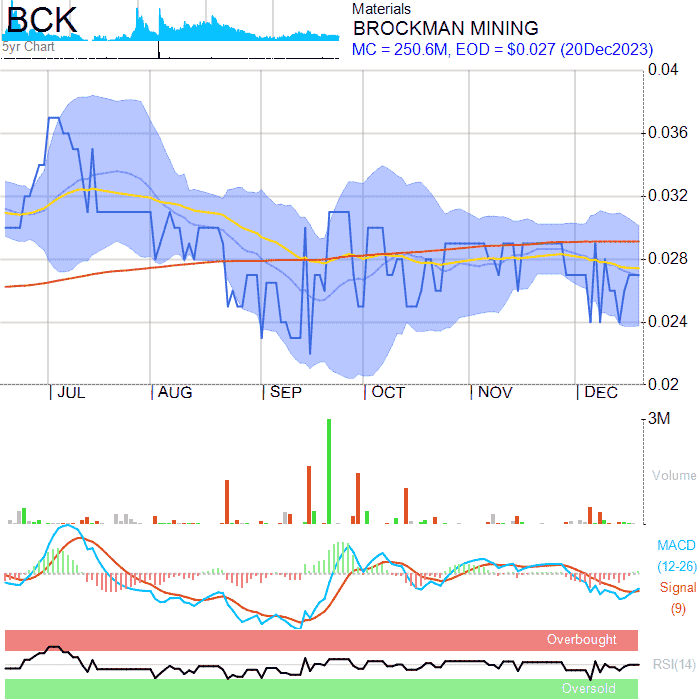 BCK
5yr Chart
Materials
BROCKMAN MINING
MC = 250.6M, EOD = $0.027 (20Dec2023)
0.04
0.036
0.032
0.028
0.024
0.02
JUL AUG SEP OCT NOV DEC
3M
Volume
MACD
(12-26)
Signal
(9)
Overbought
RSI(14)
Oversold